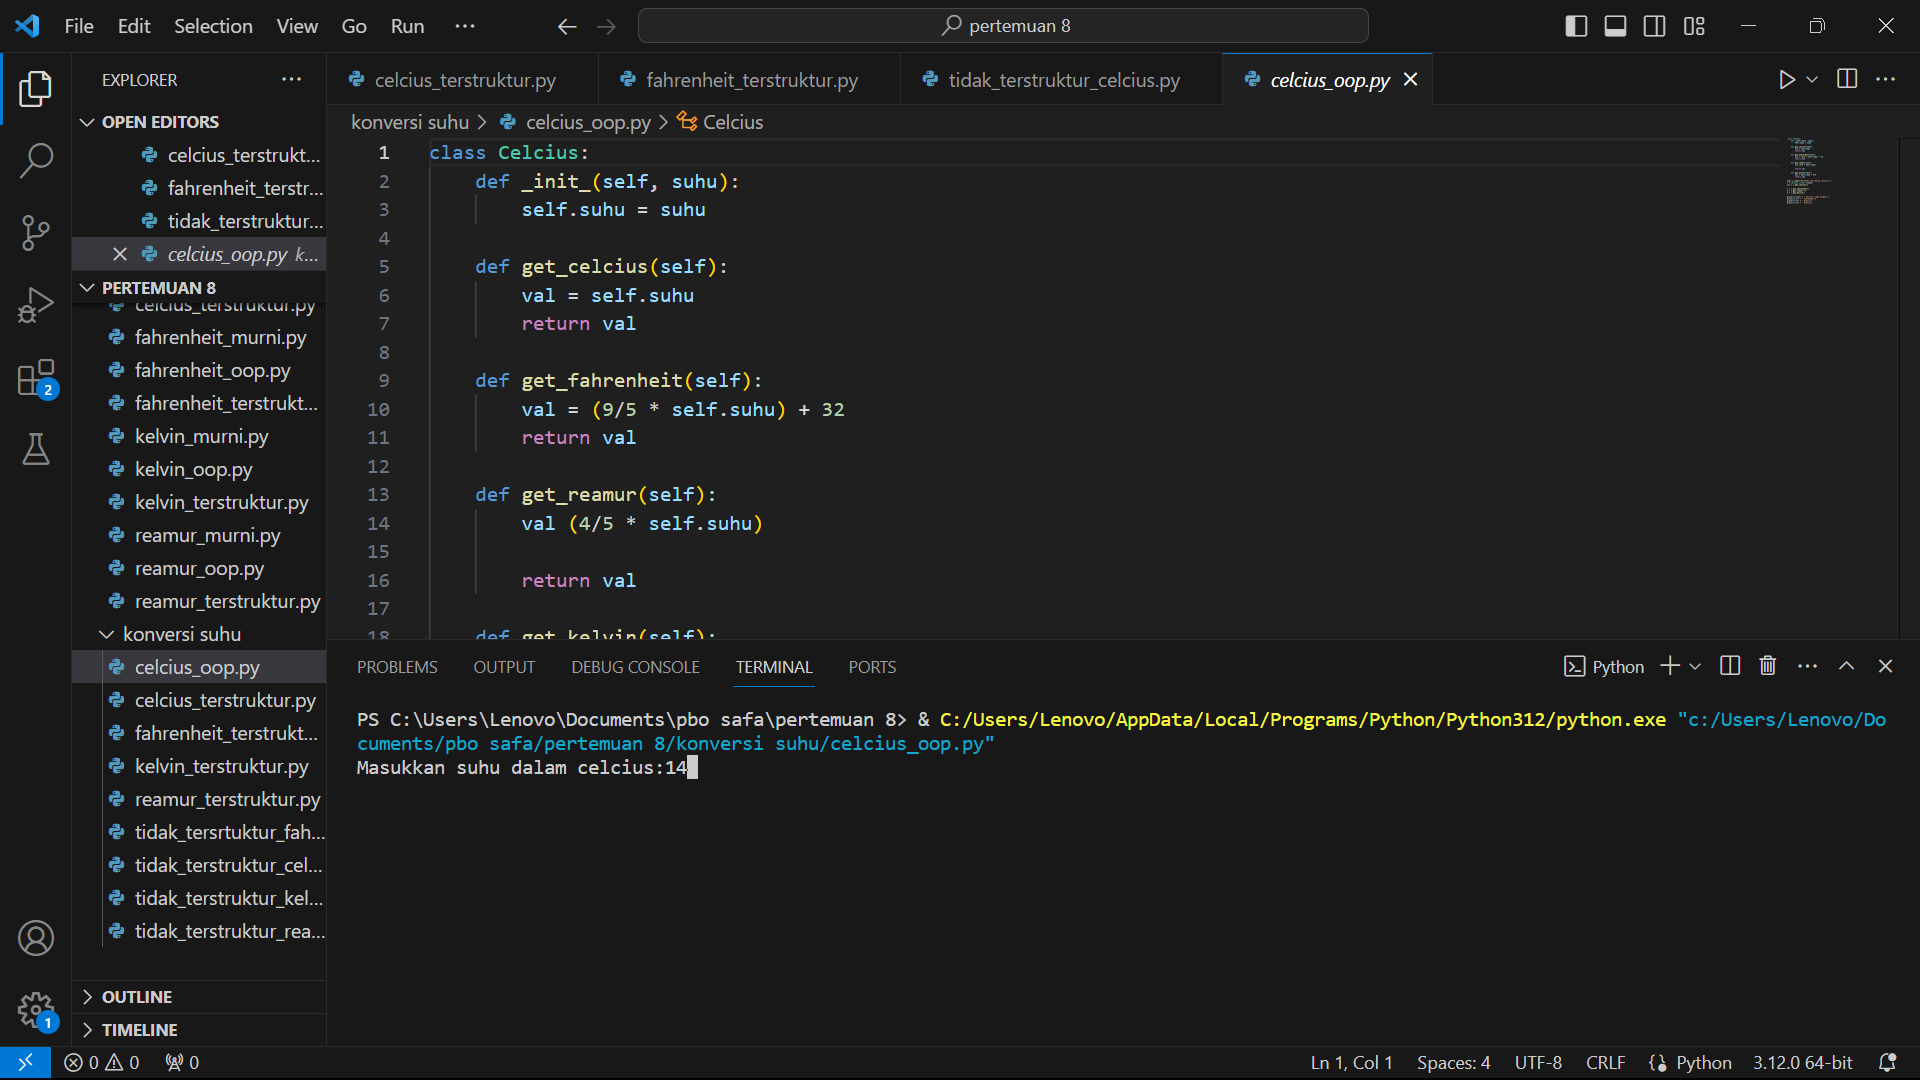 File Edit Selection View Go Run ···
pertemuan 8
EXPLORER ···
OPEN EDITORS
celcius_terstrukt...
fahrenheit_terstr...
tidak_terstruktur...
celcius_oop.py k...
PERTEMUAN 8
celcius_terstruktur.py
fahrenheit_murni.py
fahrenheit_oop.py
fahrenheit_terstrukt...
kelvin_murni.py
kelvin_oop.py
kelvin_terstruktur.py
reamur_murni.py
reamur_oop.py
reamur_terstruktur.py
konversi suhu
celcius_oop.py
celcius_terstruktur.py
fahrenheit_terstrukt...
kelvin_terstruktur.py
reamur_terstruktur.py
tidak_tersrtuktur_fah...
tidak_terstruktur_cel...
tidak_terstruktur_kel...
tidak_terstruktur_rea...
OUTLINE
TIMELINE
2
1
celcius_terstruktur.py fahrenheit_terstruktur.py tidak_terstruktur_celcius.py celcius_oop.py
konversi suhu > celcius_oop.py > Celcius
1 class Celcius:
2 def _init_(self, suhu):
3 self.suhu = suhu
4
5 def get_celcius(self):
6 val = self.suhu
7 return val
8
9 def get_fahrenheit(self):
10 val = (9/5 * self.suhu) + 32
11 return val
12
13 def get_reamur(self):
14 val (4/5 * self.suhu)
15
16 return val
17
18 def get_kelvin(self):
PROBLEMS OUTPUT DEBUG CONSOLE TERMINAL PORTS
Python
PS C:\Users\Lenovo\Documents\pbo safa\pertemuan 8> & C:/Users/Lenovo/AppData/Local/Programs/Python/Python312/python.exe "c:/Users/Lenovo/Do
cuments/pbo safa/pertemuan 8/konversi suhu/celcius_oop.py"
Masukkan suhu dalam celcius:14
0 0 0
Ln 1, Col 1 Spaces: 4 UTF-8 CRLF Python 3.12.0 64-bit